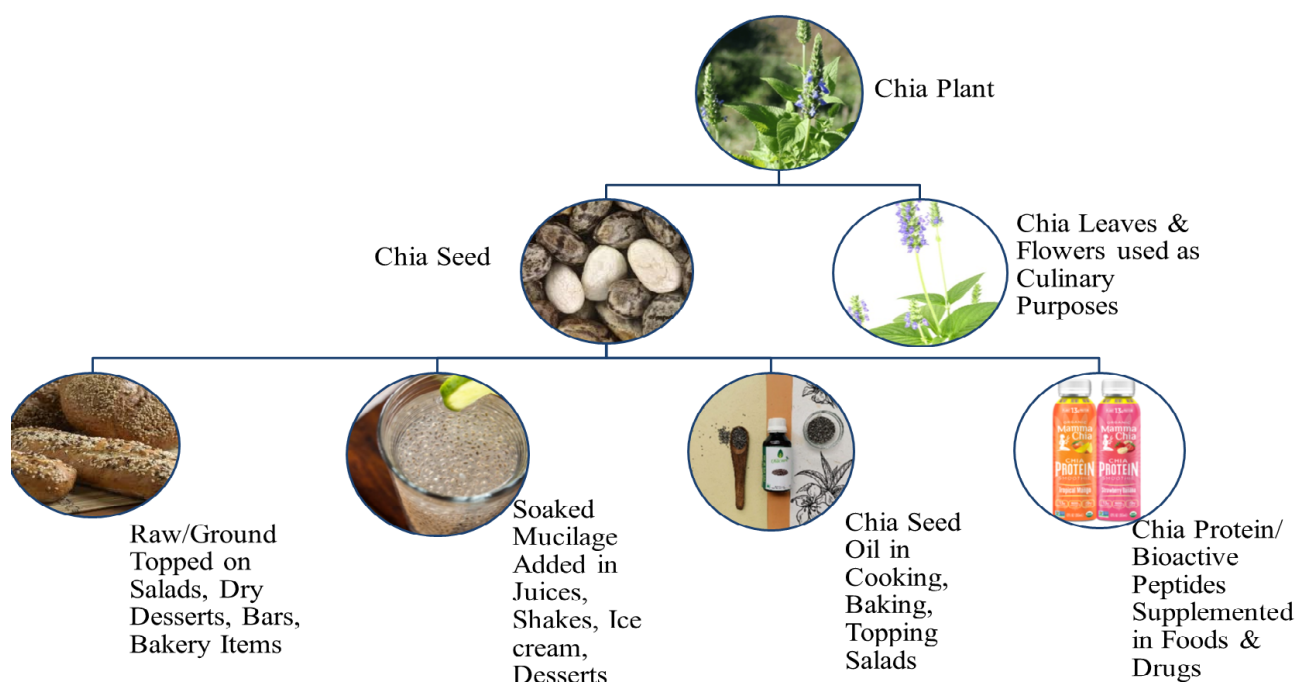 Chia Plant
Chia Seed
Chia Leaves &
Flowers used as
Culinary
Purposes
Raw/Ground
Topped on
Salads, Dry
Desserts, Bars,
Bakery Items
Soaked
Mucilage
Added in
Juices,
Shakes, Ice
cream,
Desserts
Chia Seed
Oil in
Cooking,
Baking,
Topping
Salads
Mamma
Chia
CHIA
PROTEIN
Tropical Mango
Mamma
Chia
CHIA
PROTEIN
Chia Protein/
Bioactive
Peptides
Supplemented
in Foods &
Drugs